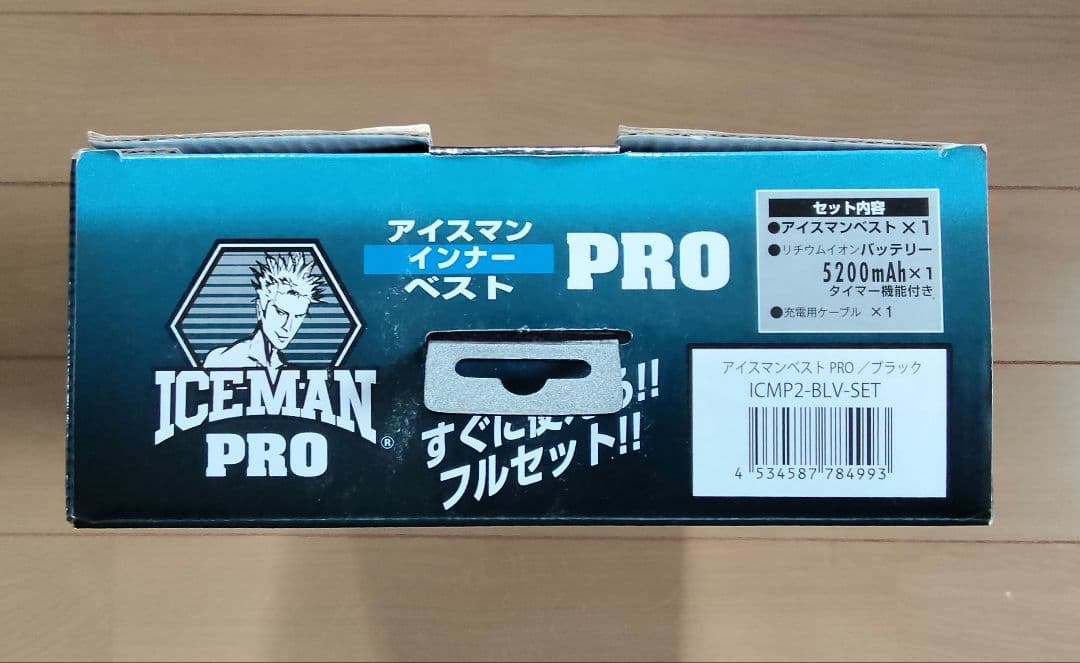 アイスマン
インナー
ベスト
PRO
ICEMAN
PRO
®
すぐに使える!!
フルセット!!
セット内容
●アイスマンベスト×1
●リチウムイオンバッテリー
5200mAh×1
タイマー機能付き
●充電用ケーブル ×1
アイスマンベスト PRO／ブラック
ICMP2-BLV-SET
4 534587 784993